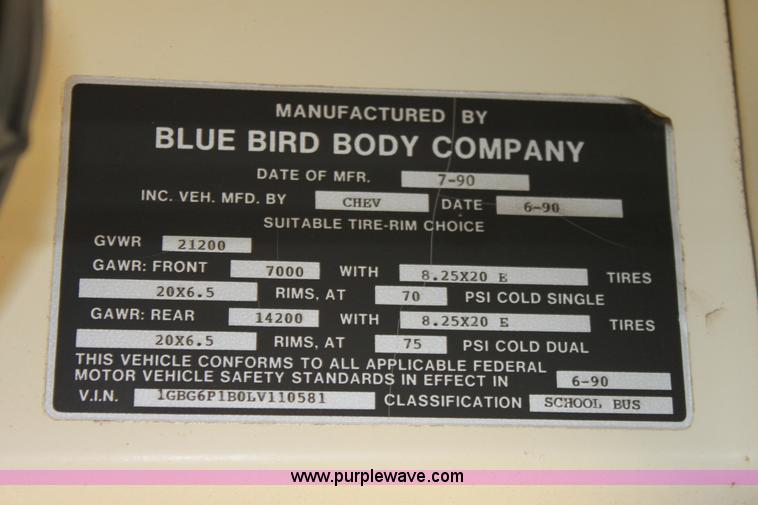 MANUFACTURED BY
BLUE BIRD BODY COMPANY
DATE OF MFR. 7-90
INC. VEH. MFD. BY CHEV DATE 6-90
SUITABLE TIRE-RIM CHOICE
GVWR 21200
GAWR: FRONT 7000 WITH 8.25X20 E TIRES
20X6.5 RIMS, AT 70 PSI COLD SINGLE
GAWR: REAR 14200 WITH 8.25X20 E TIRES
20X6.5 RIMS, AT 75 PSI COLD DUAL
THIS VEHICLE CONFORMS TO ALL APPLICABLE FEDERAL
MOTOR VEHICLE SAFETY STANDARDS IN EFFECT IN 6-90
V.I.N. 1GBG6P1B0LV110581 CLASSIFICATION SCHOOL BUS
www.purplewave.com